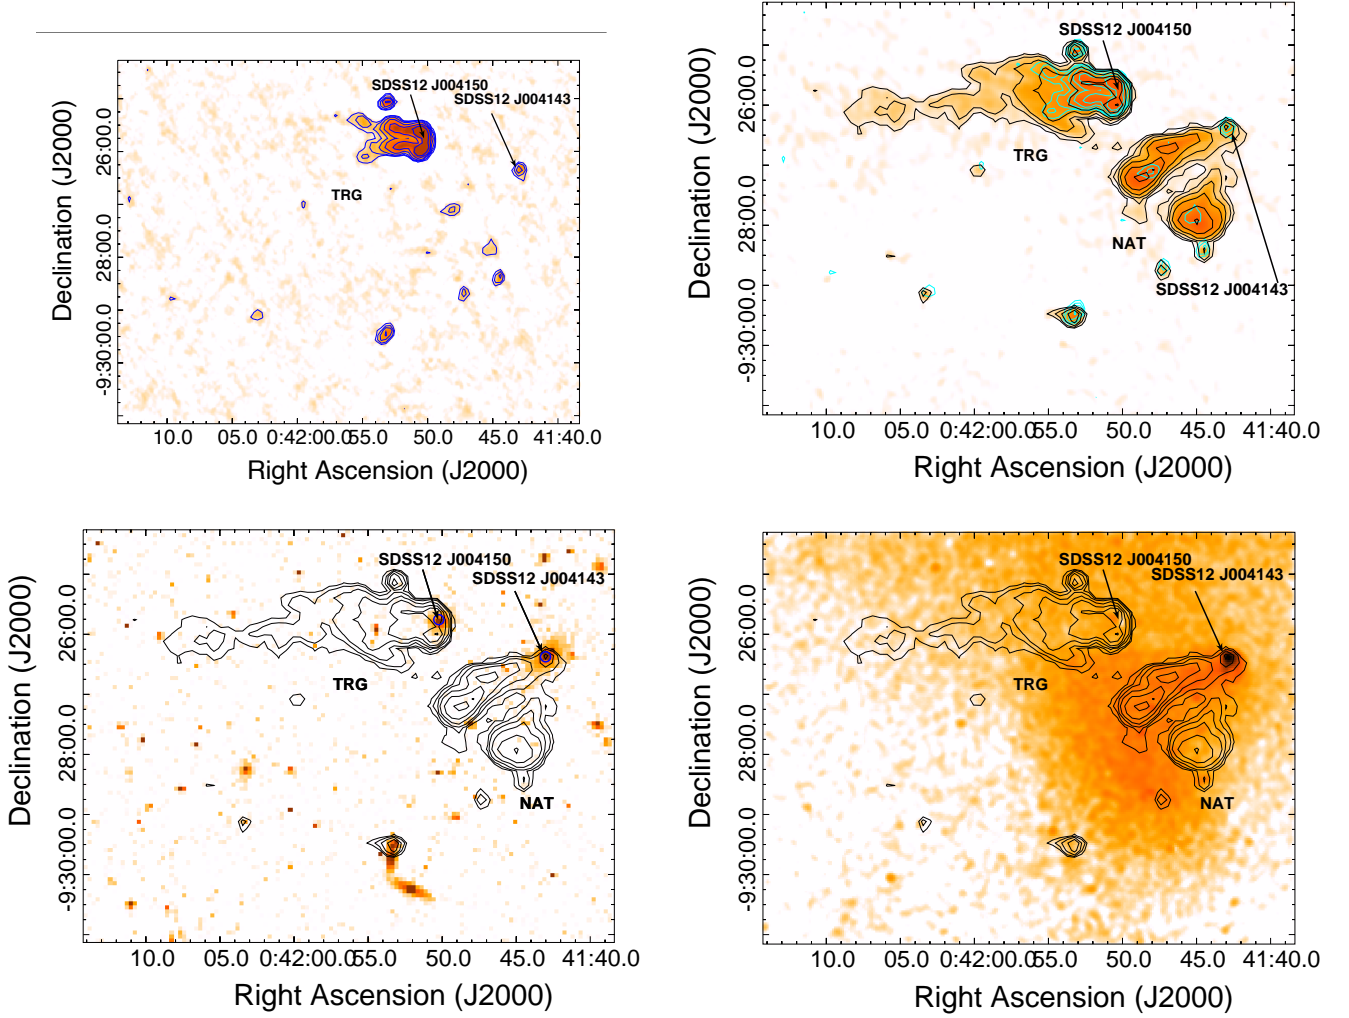 SDSS12 J004150
SDSS12 J004143
TRG
26:00.0
28:00.0
-9:30:00.0
Declination (J2000)
10.0 05.0 0:42:00.0 55.0 50.0 45.0 41:40.0
Right Ascension (J2000)
SDSS12 J004150
TRG
NAT
SDSS12 J004143
26:00.0
28:00.0
-9:30:00.0
Declination (J2000)
10.0 05.0 0:42:00.0 55.0 50.0 45.0 41:40.0
Right Ascension (J2000)
SDSS12 J004150
SDSS12 J004143
TRG
NAT
26:00.0
28:00.0
-9:30:00.0
Declination (J2000)
10.0 05.0 0:42:00.0 55.0 50.0 45.0 41:40.0
Right Ascension (J2000)
SDSS12 J004150
SDSS12 J004143
TRG
NAT
26:00.0
28:00.0
-9:30:00.0
Declination (J2000)
10.0 05.0 0:42:00.0 55.0 50.0 45.0 41:40.0
Right Ascension (J2000)